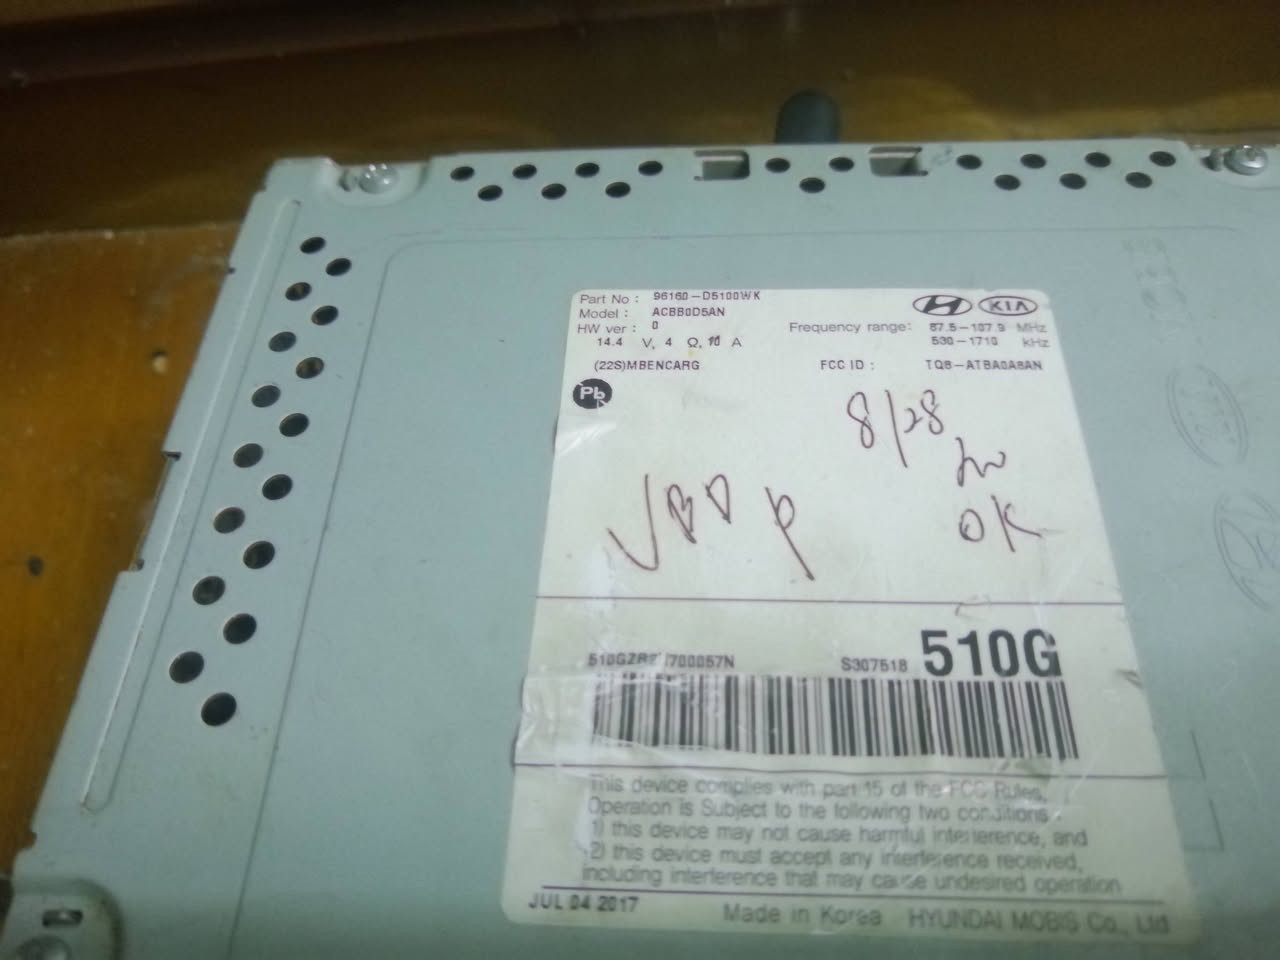 Part No : 96160-D5100WK
Model : ACBB0D5AN
KIA
HW ver : 0
Frequency range: 87.5-107.9 MHz
14.4 V, 4 Ω, 10 A
530-1710 kHz
(22S)MBENCARG
FCC ID : TQ8-ATBA0A8AN
Pb
8/28
OK
S307518 510G
This device complies with part 15 of the FCC Rules.
Operation is Subject to the following two conditions :
1) this device may not cause harmful interference, and
2) this device must accept any interference received,
including interference that may cause undesired operation
JUL 04 2017
Made in Korea HYUNDAI MOBIS Co., Ltd